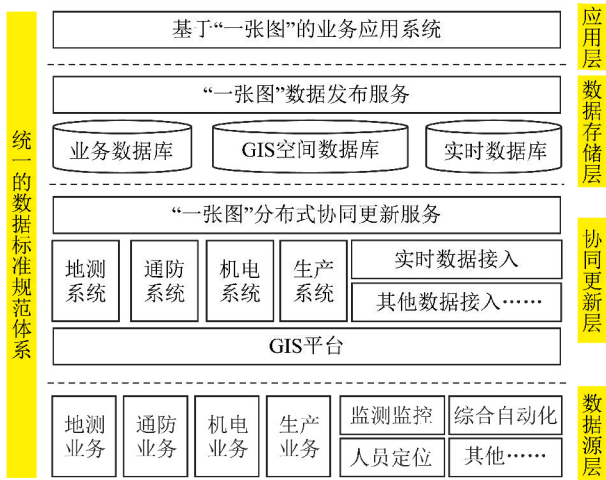 统一的数据标准规范体系
基于“一张图”的业务应用系统
应用层
“一张图”数据发布服务
业务数据库
GIS空间数据库
实时数据库
数据存储层
“一张图”分布式协同更新服务
地测
系统
通防
系统
机电
系统
生产
系统
实时数据接入
其他数据接入……
GIS平台
协同更新层
地测
业务
通防
业务
机电
业务
生产
业务
监测监控
综合自动化
人员定位
其他……
数据源层